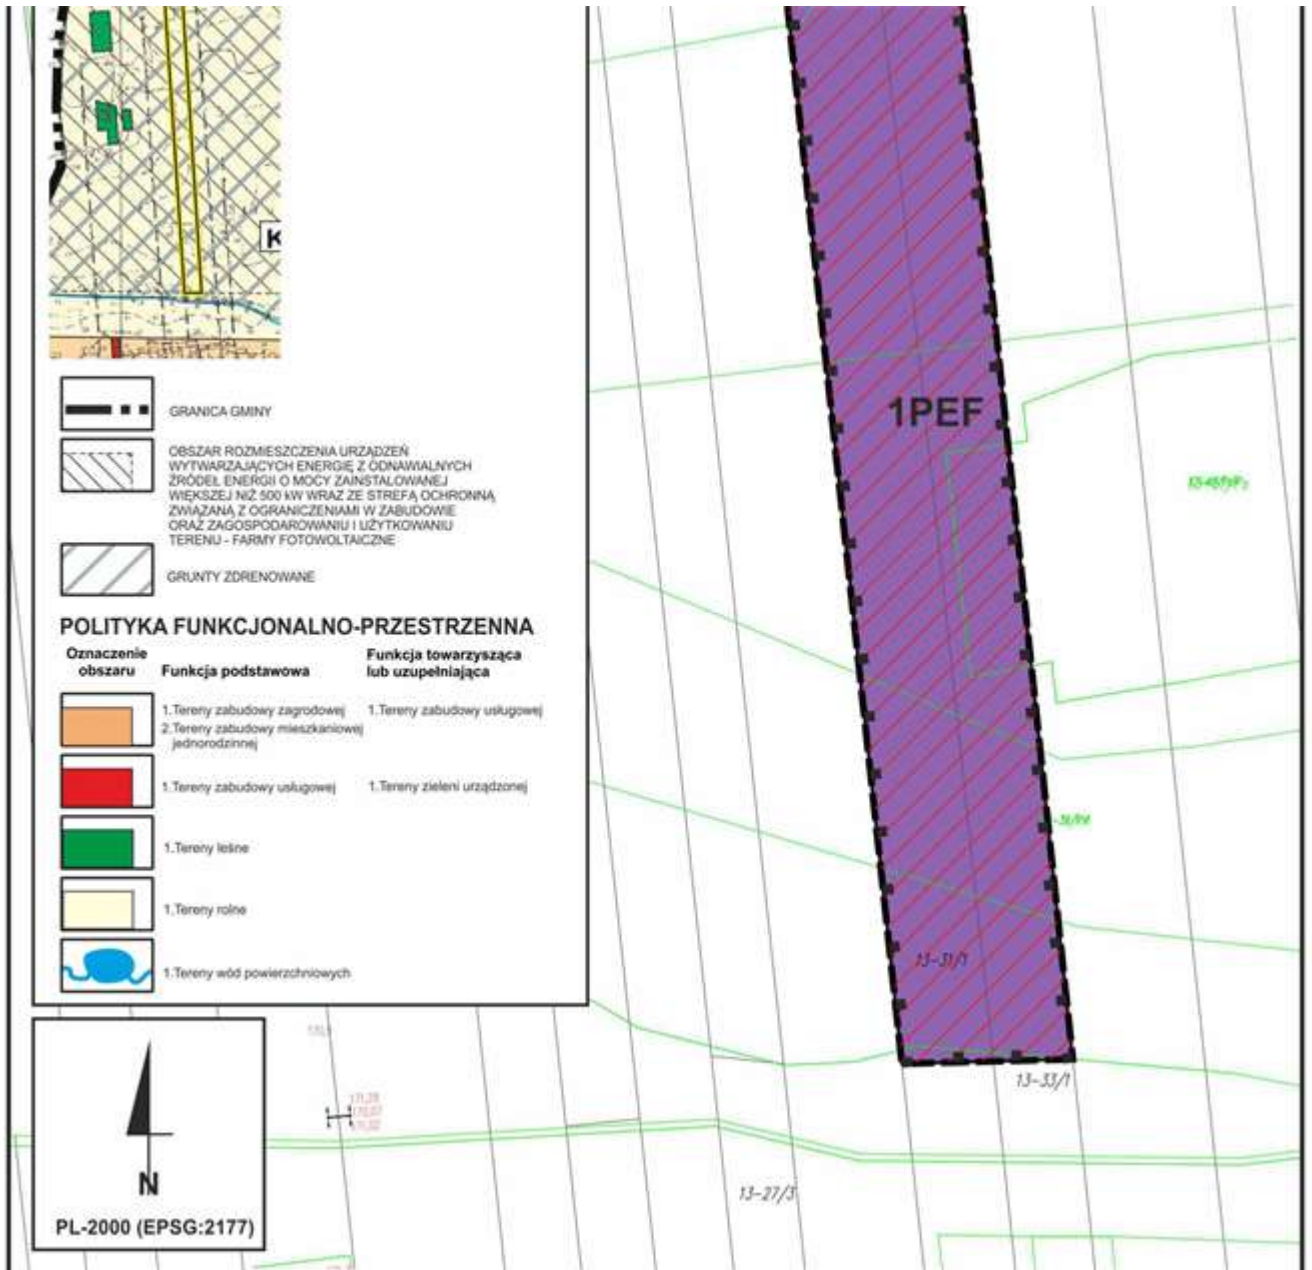 K
GRANICA GMINY
OBSZAR ROZMIESZCZENIA URZĄDZEŃ
WYTWARZAJĄCYCH ENERGIĘ Z ODNAWIALNYCH
ŹRÓDEŁ ENERGII O MOCY ZAINSTALOWANEJ
WIĘKSZEJ NIŻ 500 kW WRAZ ZE STREFĄ OCHRONNĄ
ZWIĄZANĄ Z OGRANICZENIAMI W ZABUDOWIE
ORAZ ZAGOSPODAROWANIU I UŻYTKOWANIU
TERENU - FARMY FOTOWOLTAICZNE
GRUNTY ZDRENOWANE
POLITYKA FUNKCJONALNO-PRZESTRZENNA
Oznaczenie obszaru
Funkcja podstawowa
Funkcja towarzysząca
lub uzupełniająca
1.Tereny zabudowy zagrodowej
2.Tereny zabudowy mieszkaniowej
jednorodzinnej
1.Tereny zabudowy usługowej
1.Tereny zabudowy usługowej
1.Tereny zieleni urządzonej
1.Tereny leśne
1.Tereny rolne
1.Tereny wód powierzchniowych
N
PL-2000 (EPSG:2177)
1PEF
13-31/1
13-33/1
13-27/3